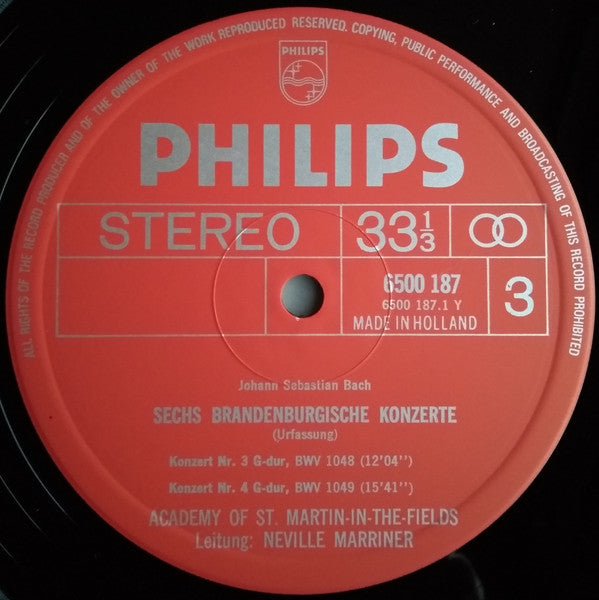 ALL RIGHTS OF THE RECORD PRODUCER AND OF THE OWNER OF THE WORK REPRODUCED RESERVED. COPYING, PUBLIC PERFORMANCE AND BROADCASTING OF THIS RECORD PROHIBITED
PHILIPS
PHILIPS
STEREO 33 1/3
6500 187
6500 187.1 Y
MADE IN HOLLAND
3
Johann Sebastian Bach
SECHS BRANDENBURGISCHE KONZERTE
(Urfassung)
Konzert Nr. 3 G-dur, BWV 1048 (12'04'')
Konzert Nr. 4 G-dur, BWV 1049 (15'41'')
ACADEMY OF ST. MARTIN-IN-THE-FIELDS
Leitung: NEVILLE MARRINER